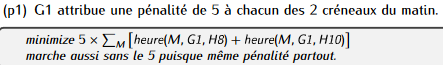 (p1) G1 attribue une pénalité de 5 à chacun des 2 créneaux du matin.
minimize 5 × ∑M [heure(M, G1, H8) + heure(M, G1, H10)]
marche aussi sans le 5 puisque même pénalité partout.